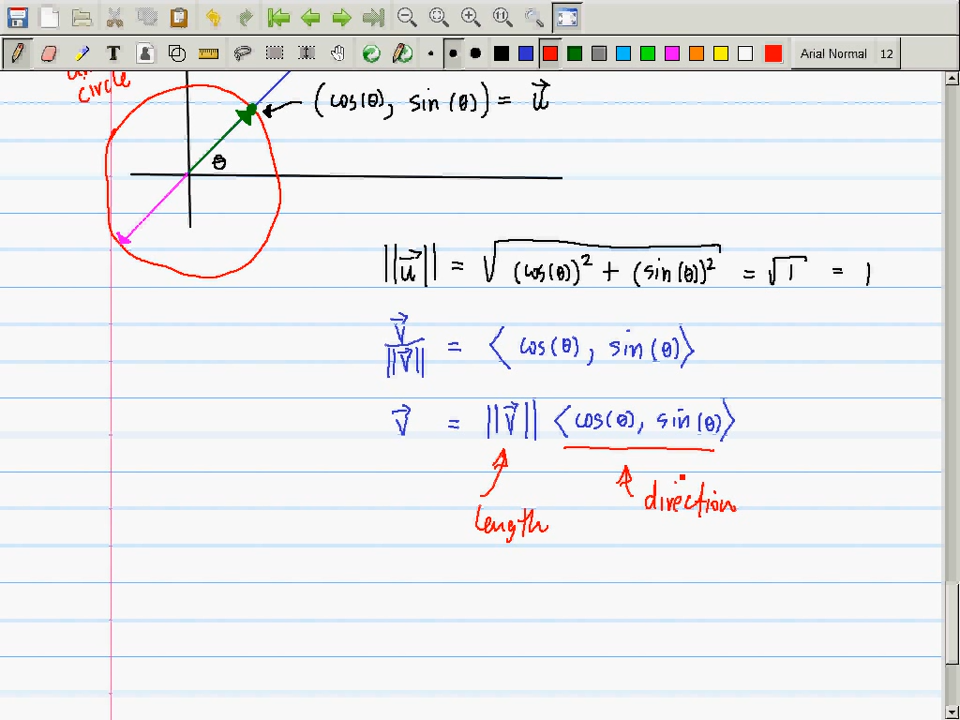 Arial Normal 12
circle
(cos(θ), sin(θ)) = u⃗
θ
||u⃗|| = √((cos(θ))² + (sin(θ))²) = √1 = 1
v⃗/||v⃗|| = ⟨cos(θ), sin(θ)⟩
v⃗ = ||v⃗|| ⟨cos(θ), sin(θ)⟩
direction
length